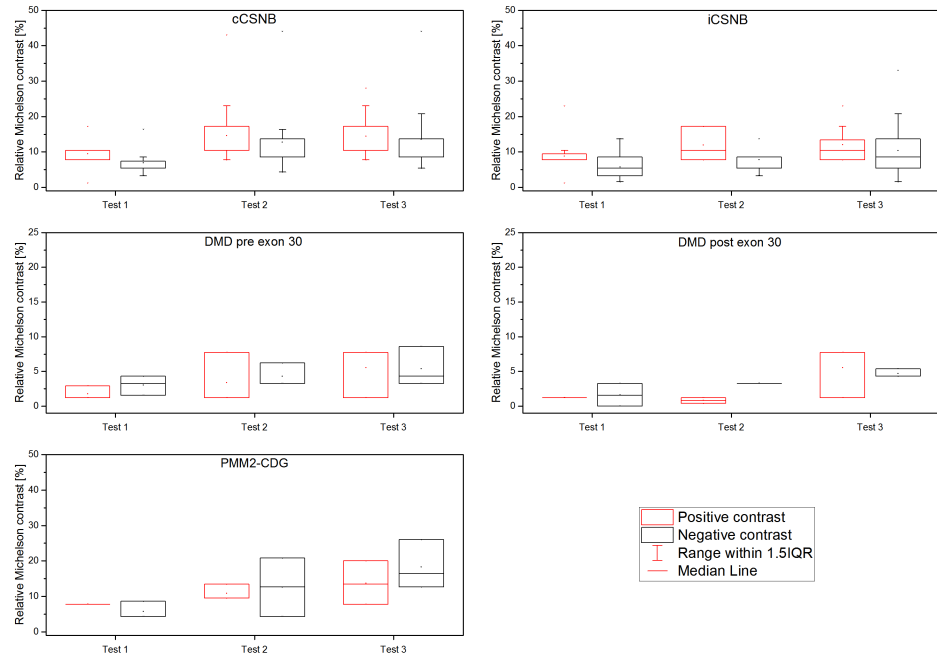 cCSNB
Relative Michelson contrast [%]
50
40
30
20
10
0
Test 1 Test 2 Test 3
iCSNB
Relative Michelson contrast [%]
50
40
30
20
10
0
Test 1 Test 2 Test 3
DMD pre exon 30
Relative Michelson contrast [%]
25
20
15
10
5
0
Test 1 Test 2 Test 3
DMD post exon 30
Relative Michelson contrast [%]
25
20
15
10
5
0
Test 1 Test 2 Test 3
PMM2-CDG
Relative Michelson contrast [%]
50
40
30
20
10
0
Test 1 Test 2 Test 3
Positive contrast
Negative contrast
Range within 1.5IQR
Median Line